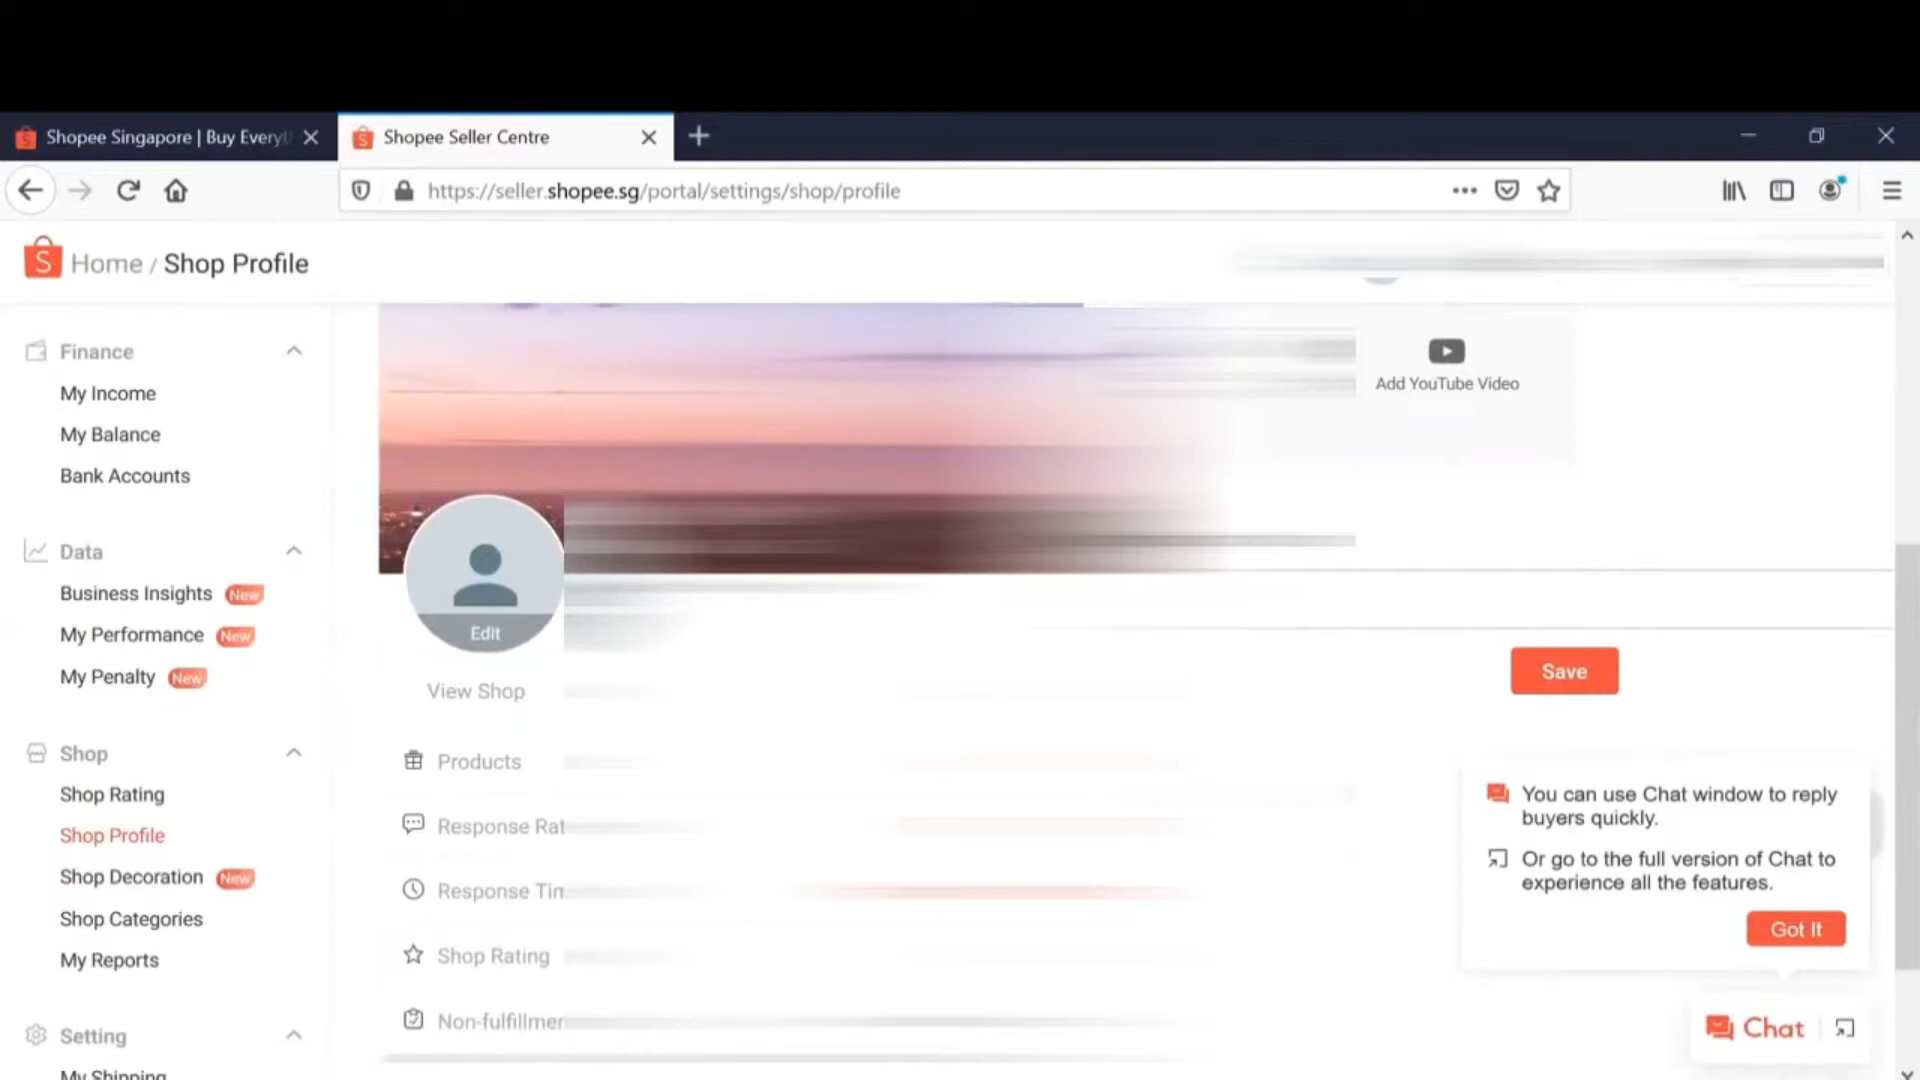 Shopee Singapore | Buy Everyt
Shopee Seller Centre
https://seller.shopee.sg/portal/settings/shop/profile
Home / Shop Profile
Finance
My Income
My Balance
Bank Accounts
Data
Business Insights New
My Performance New
My Penalty New
Shop
Shop Rating
Shop Profile
Shop Decoration New
Shop Categories
My Reports
Setting
My Shipping
Add YouTube Video
Edit
View Shop
Products
Response Rat
Response Tim
Shop Rating
Non-fulfillmen
Save
You can use Chat window to reply
buyers quickly.
Or go to the full version of Chat to
experience all the features.
Got It
Chat